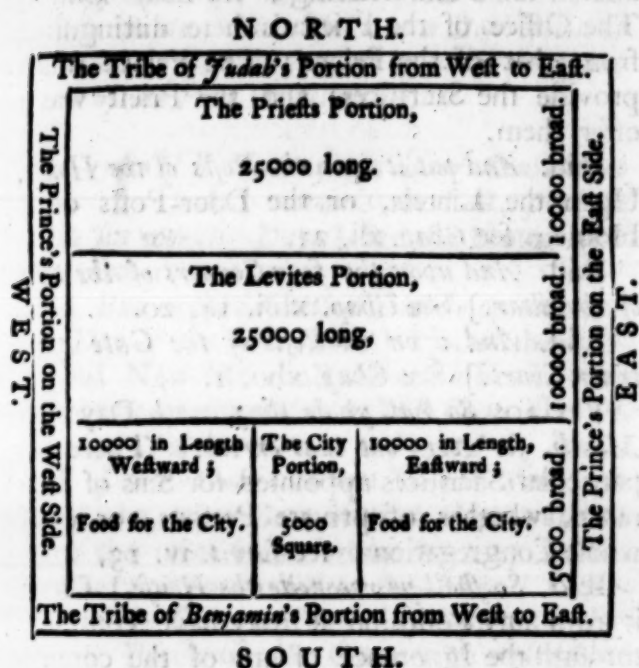 NORTH.
The Tribe of Judah's Portion from Weſt to Eaſt.
The Prieſts Portion,
25000 long.
10000 broad.
The Levites Portion,
25000 long,
10000 broad.
10000 in Length
Weſtward;
Food for the City.
The City
Portion,
5000
Square.
10000 in Length,
Eaſtward;
Food for the City.
5000 broad.
The Prince's Portion on the Weſt Side.
WEST.
The Prince's Portion on the Eaſt Side.
EAST.
The Tribe of Benjamin's Portion from Weſt to Eaſt.
SOUTH.